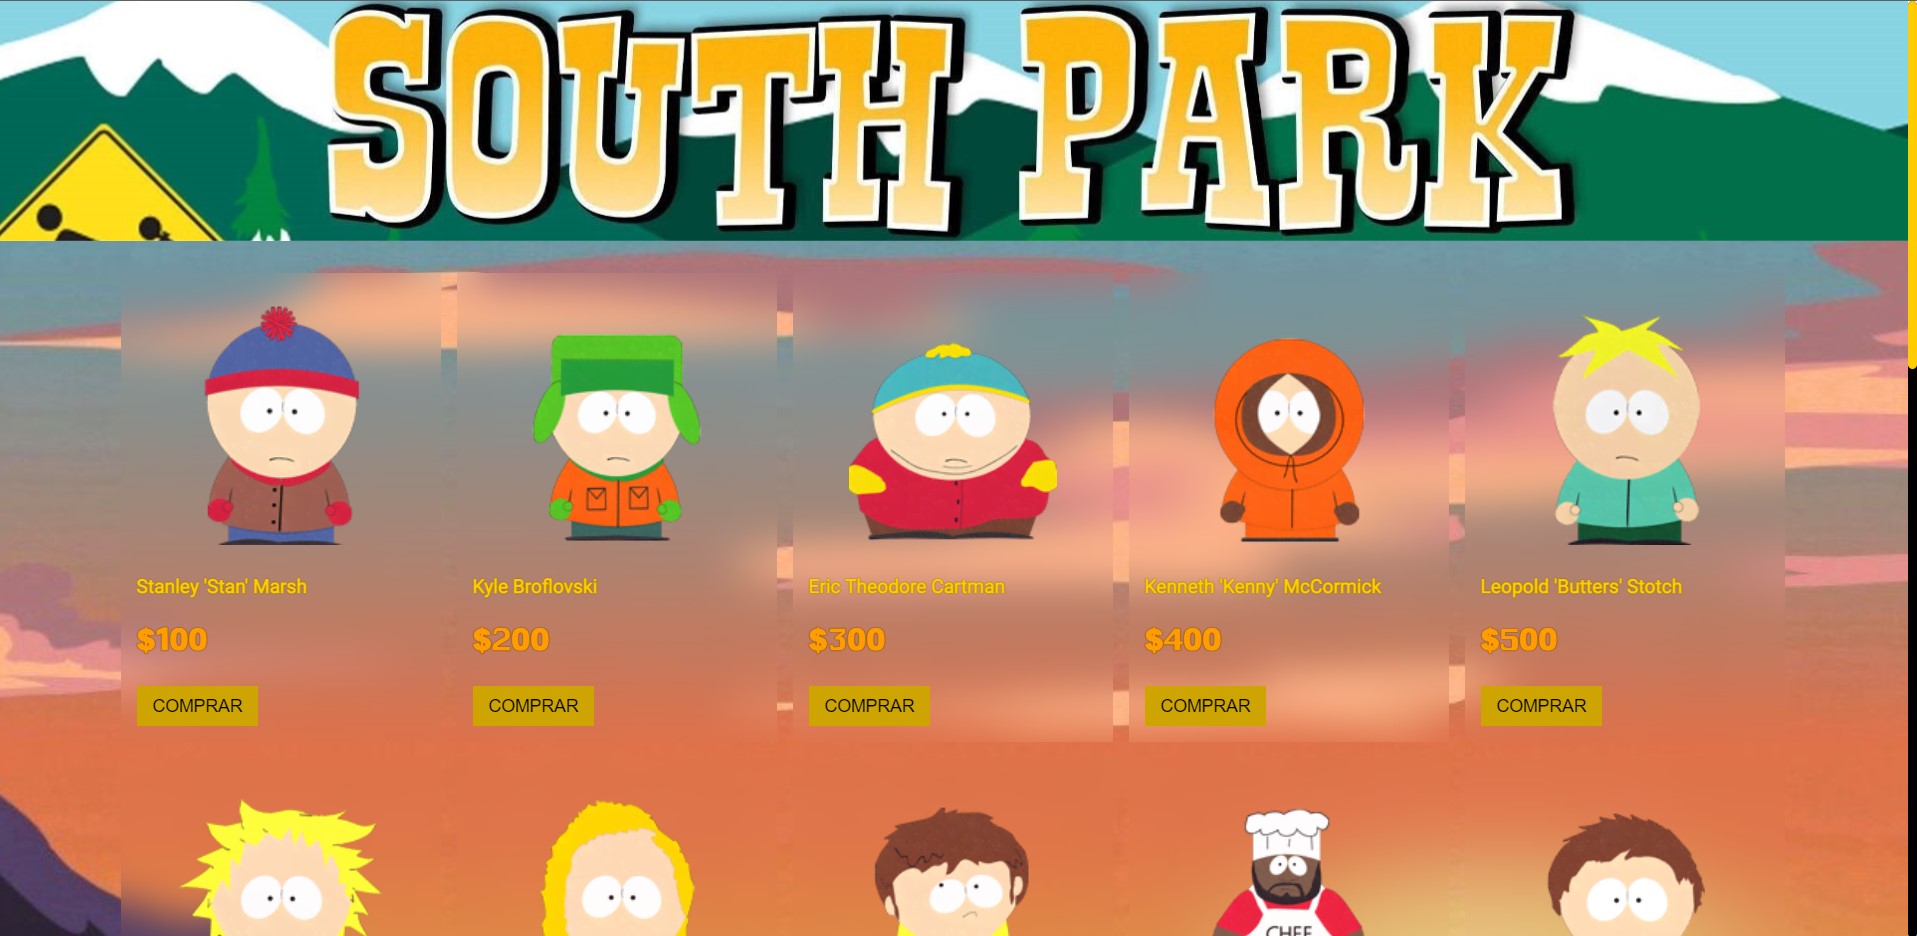 SOUTH PARK
Stanley 'Stan' Marsh
$100
COMPRAR
Kyle Broflovski
$200
COMPRAR
Eric Theodore Cartman
$300
COMPRAR
Kenneth 'Kenny' McCormick
$400
COMPRAR
Leopold 'Butters' Stotch
$500
COMPRAR
CHEF